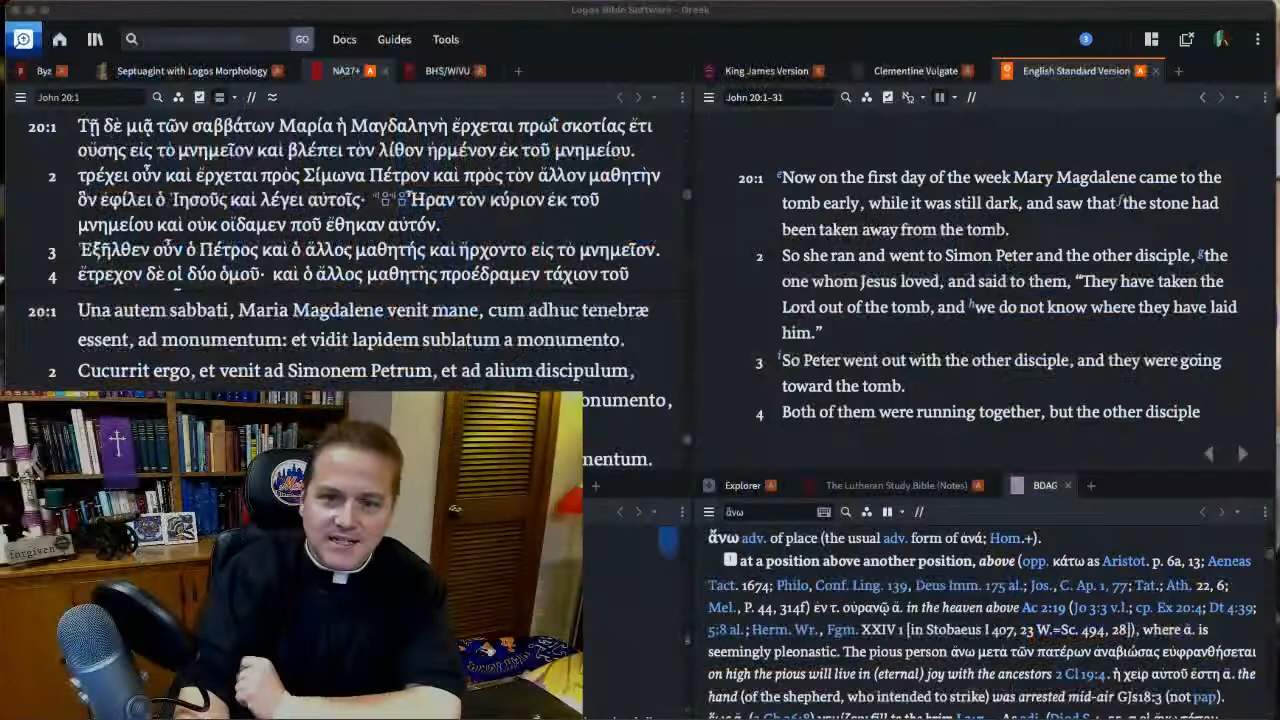 Logos Bible Software - Greek
GO
Docs
Guides
Tools
3
Byz A
Septuagint with Logos Morphology A
NA27+ A
BHS/WIVU A
John 20:1
20:1 Τῇ δὲ μιᾷ τῶν σαββάτων Μαρία ἡ Μαγδαληνὴ ἔρχεται πρωῒ σκοτίας ἔτι
οὔσης εἰς τὸ μνημεῖον καὶ βλέπει τὸν λίθον ἠρμένον ἐκ τοῦ μνημείου.
2 τρέχει οὖν καὶ ἔρχεται πρὸς Σίμωνα Πέτρον καὶ πρὸς τὸν ἄλλον μαθητὴν
ὃν ἐφίλει ὁ Ἰησοῦς καὶ λέγει αὐτοῖς· Ἦραν τὸν κύριον ἐκ τοῦ
μνημείου καὶ οὐκ οἴδαμεν ποῦ ἔθηκαν αὐτόν.
3 Ἐξῆλθεν οὖν ὁ Πέτρος καὶ ὁ ἄλλος μαθητής καὶ ἤρχοντο εἰς τὸ μνημεῖον.
4 ἔτρεχον δὲ οἱ δύο ὁμοῦ· καὶ ὁ ἄλλος μαθητὴς προέδραμεν τάχιον τοῦ
20:1 Una autem sabbati, Maria Magdalene venit mane, cum adhuc tenebræ
essent, ad monumentum: et vidit lapidem sublatum a monumento.
2 Cucurrit ergo, et venit ad Simonem Petrum, et ad alium discipulum,
onumento,
mentum.
forgiven
Mets
King James Version A
Clementine Vulgate A
English Standard Version A
John 20:1–31
20:1 eNow on the first day of the week Mary Magdalene came to the
tomb early, while it was still dark, and saw that fthe stone had
been taken away from the tomb.
2 So she ran and went to Simon Peter and the other disciple, gthe
one whom Jesus loved, and said to them, “They have taken the
Lord out of the tomb, and hwe do not know where they have laid
him.”
3 iSo Peter went out with the other disciple, and they were going
toward the tomb.
4 Both of them were running together, but the other disciple
Explorer A
The Lutheran Study Bible (Notes) A
BDAG
ἄνω
ἄνω adv. of place (the usual adv. form of ἀνά; Hom.+).
1 at a position above another position, above (opp. κάτω as Aristot. p. 6a, 13; Aeneas
Tact. 1674; Philo, Conf. Ling. 139, Deus Imm. 175 al.; Jos., C. Ap. 1, 77; Tat.; Ath. 22, 6;
Mel., P. 44, 314f) ἐν τ. οὐρανῷ ἄ. in the heaven above Ac 2:19 (Jo 3:3 v.l.; cp. Ex 20:4; Dt 4:39;
5:8 al.; Herm. Wr., Fgm. XXIV 1 [in Stobaeus I 407, 23 W.=Sc. 494, 28]), where ἄ. is
seemingly pleonastic. The pious person ἄνω μετὰ τῶν πατέρων ἀναβιώσας εὐφρανθήσεται
on high the pious will live in (eternal) joy with the ancestors 2 Cl 19:4. ἡ χεὶρ αὐτοῦ ἔστη ἄ. the
hand (of the shepherd, who intended to strike) was arrested mid-air GJs18:3 (not pap).